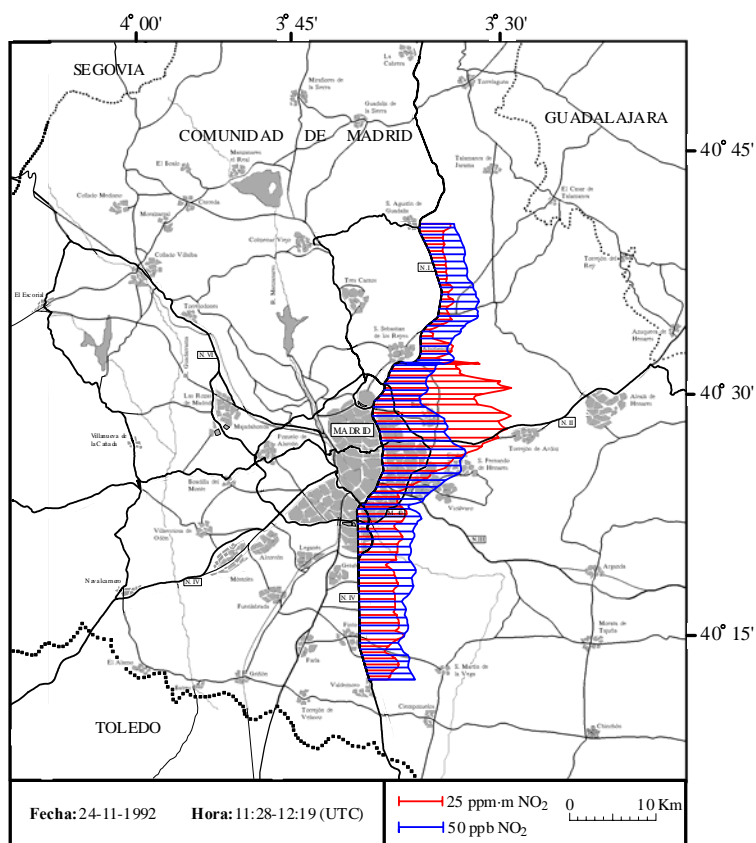 4° 00' 3° 45' 3° 30'
SEGOVIA
La Cabrera
Miraflores de la Sierra
Torrelaguna
Guadalix de la Sierra
GUADALAJARA
COMUNIDAD DE MADRID
40° 45'
Manzanares el Real
El Boalo
Talamanca de Jarama
El Casar de Talamanca
Collado Mediano
Cerceda
Moralzarzal
S. Agustín de Guadalix
Colmenar Viejo
Collado Villalba
Torrejón del Rey
N.I
Tres Cantos
El Escorial
Torrelodones
R. Manzanares
R. Guadarrama
Azuqueca de Henares
S. Sebastian de los Reyes
N. VI
40° 30'
Las Rozas de Madrid
Alcala de Henares
MADRID
N. II
Majadahonda
Villanueva de la Cañada
Pozuelo de Alarcón
Torrejón de Ardoz
S. Fernando de Henares
Boadilla del Monte
Vicálvaro
Villaviciosa de Odón
N.III
Alcorcón
Leganés
Getafe
Arganda
Móstoles
Navalcarnero
N. IV
Fuenlabrada
N. IV
Morata de Tajuña
Pinto
40° 15'
Parla
El Alamo
S. Martín de la Vega
Griñón
Valdemoro
Torrejón de Velasco
Ciempozuelos
TOLEDO
Chinchón
Fecha: 24-11-1992 Hora: 11:28-12:19 (UTC)
25 ppm·m NO₂
50 ppb NO₂
0 10 Km